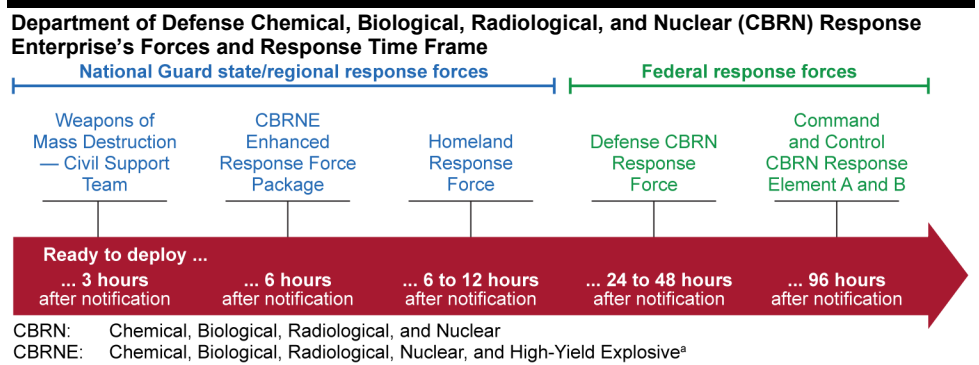 Department of Defense Chemical, Biological, Radiological, and Nuclear (CBRN) Response
Enterprise's Forces and Response Time Frame
National Guard state/regional response forces
Federal response forces
Weapons of
Mass Destruction
— Civil Support
Team
CBRNE
Enhanced
Response Force
Package
Homeland
Response
Force
Defense CBRN
Response
Force
Command
and Control
CBRN Response
Element A and B
Ready to deploy ...
... 3 hours
after notification
... 6 hours
after notification
... 6 to 12 hours
after notification
... 24 to 48 hours
after notification
... 96 hours
after notification
CBRN: Chemical, Biological, Radiological, and Nuclear
CBRNE: Chemical, Biological, Radiological, Nuclear, and High-Yield Explosiveᵃ